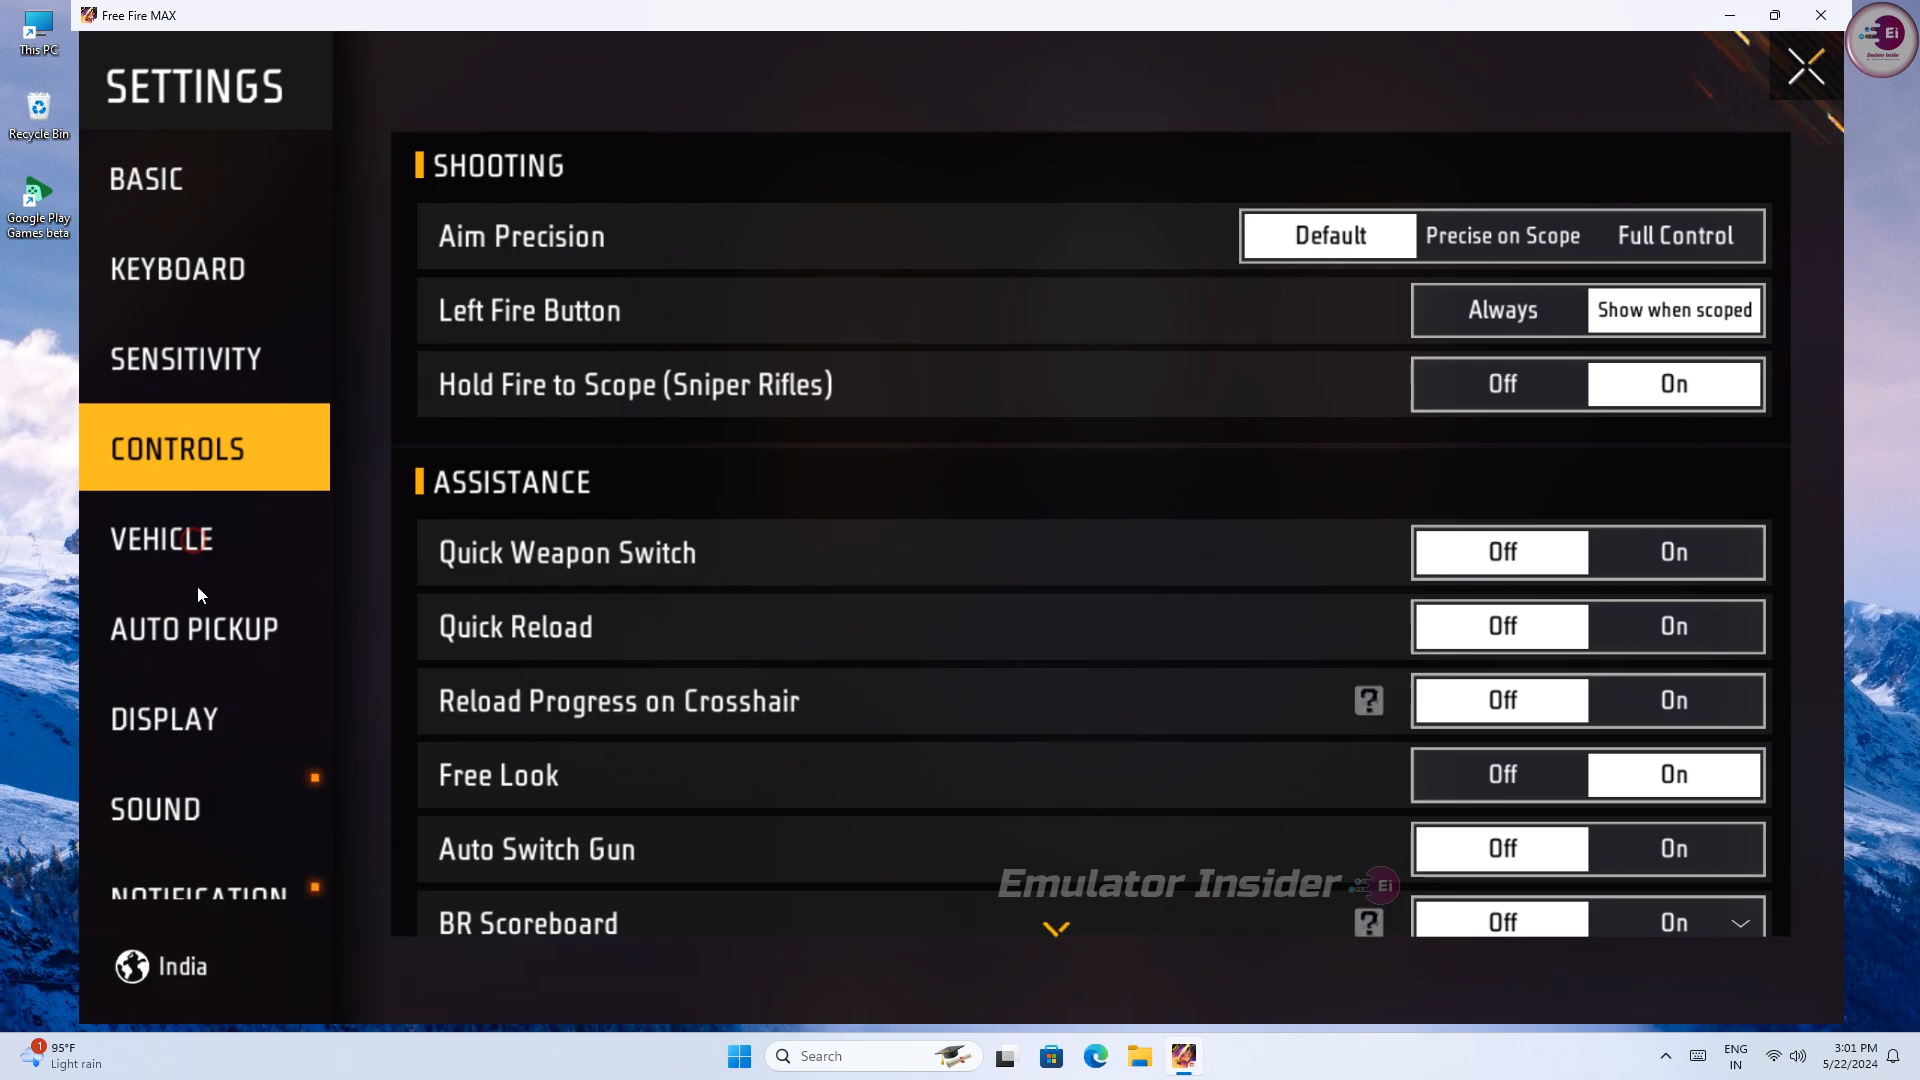 This PC
Recycle Bin
Google Play
Games beta
Free Fire MAX
Ei
SETTINGS
BASIC
KEYBOARD
SENSITIVITY
CONTROLS
VEHICLE
AUTO PICKUP
DISPLAY
SOUND
NOTIFICATION
India
SHOOTING
Aim Precision
Default Precise on Scope Full Control
Left Fire Button
Always Show when scoped
Hold Fire to Scope (Sniper Rifles)
Off On
ASSISTANCE
Quick Weapon Switch
Off On
Quick Reload
Off On
Reload Progress on Crosshair
? Off On
Free Look
Off On
Auto Switch Gun
Off On
Emulator Insider Ei
BR Scoreboard
? Off On
1
95°F
Light rain
Search
ENG
IN
3:01 PM
5/22/2024